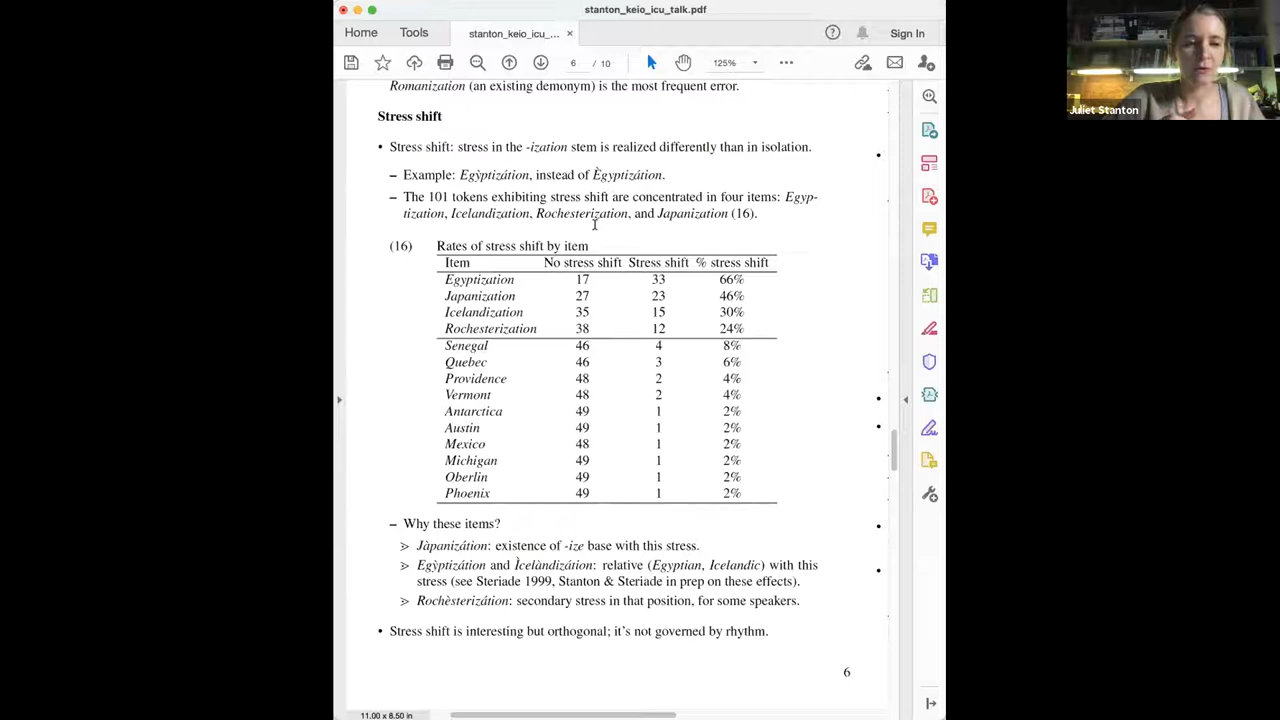 stanton_keio_icu_talk.pdf
Home Tools stanton_keio_icu_... × Sign In
6 / 10 125%
Juliet Stanton
Romanization (an existing demonym) is the most frequent error.
Stress shift
• Stress shift: stress in the -ization stem is realized differently than in isolation.
– Example: Egỳptizátion, instead of Ègyptizátion.
– The 101 tokens exhibiting stress shift are concentrated in four items: Egyp-
tization, Icelandization, Rochesterization, and Japanization (16).
(16) Rates of stress shift by item
Item No stress shift Stress shift % stress shift
Egyptization 17 33 66%
Japanization 27 23 46%
Icelandization 35 15 30%
Rochesterization 38 12 24%
Senegal 46 4 8%
Quebec 46 3 6%
Providence 48 2 4%
Vermont 48 2 4%
Antarctica 49 1 2%
Austin 49 1 2%
Mexico 48 1 2%
Michigan 49 1 2%
Oberlin 49 1 2%
Phoenix 49 1 2%
– Why these items?
➢ Jàpanizátion: existence of -ize base with this stress.
➢ Egỳptizátion and Ìcelàndizátion: relative (Egyptian, Icelandic) with this
stress (see Steriade 1999, Stanton & Steriade in prep on these effects).
➢ Rochèsterizátion: secondary stress in that position, for some speakers.
• Stress shift is interesting but orthogonal; it's not governed by rhythm.
6
11.00 x 8.50 in